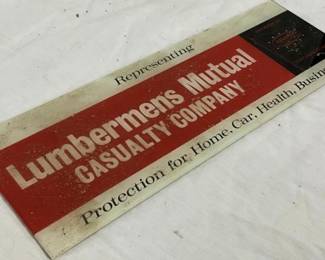 Representing
Lumbermens Mutual
CASUALTY COMPANY
Protection for Home, Car, Health, Busin